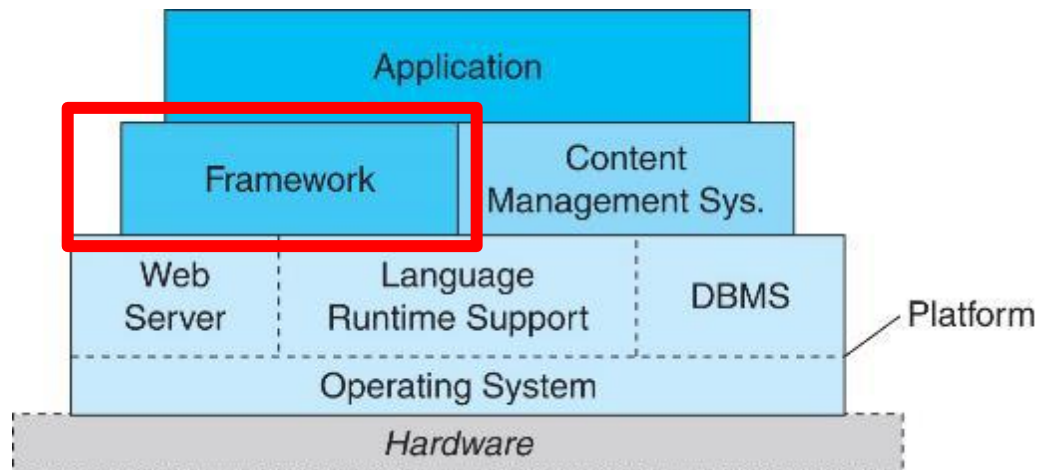 Application
Framework
Content
Management Sys.
Web
Server
Language
Runtime Support
DBMS
Platform
Operating System
Hardware